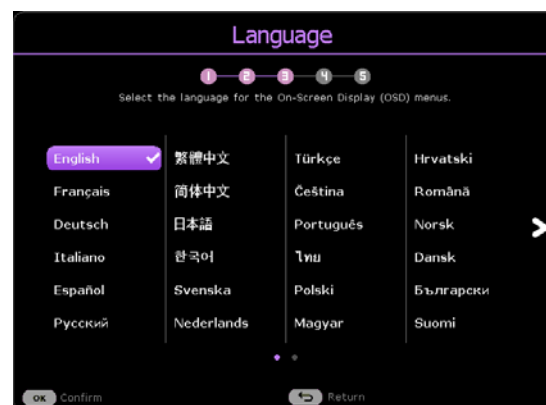 Language
1 2 3 4 5
Select the language for the On-Screen Display (OSD) menus.
English 繁體中文 Türkçe Hrvatski
Français 简体中文 Čeština Română
Deutsch 日本語 Português Norsk
Italiano 한국어 ไทย Dansk
Español Svenska Polski Български
Русский Nederlands Magyar Suomi
OK Confirm Return